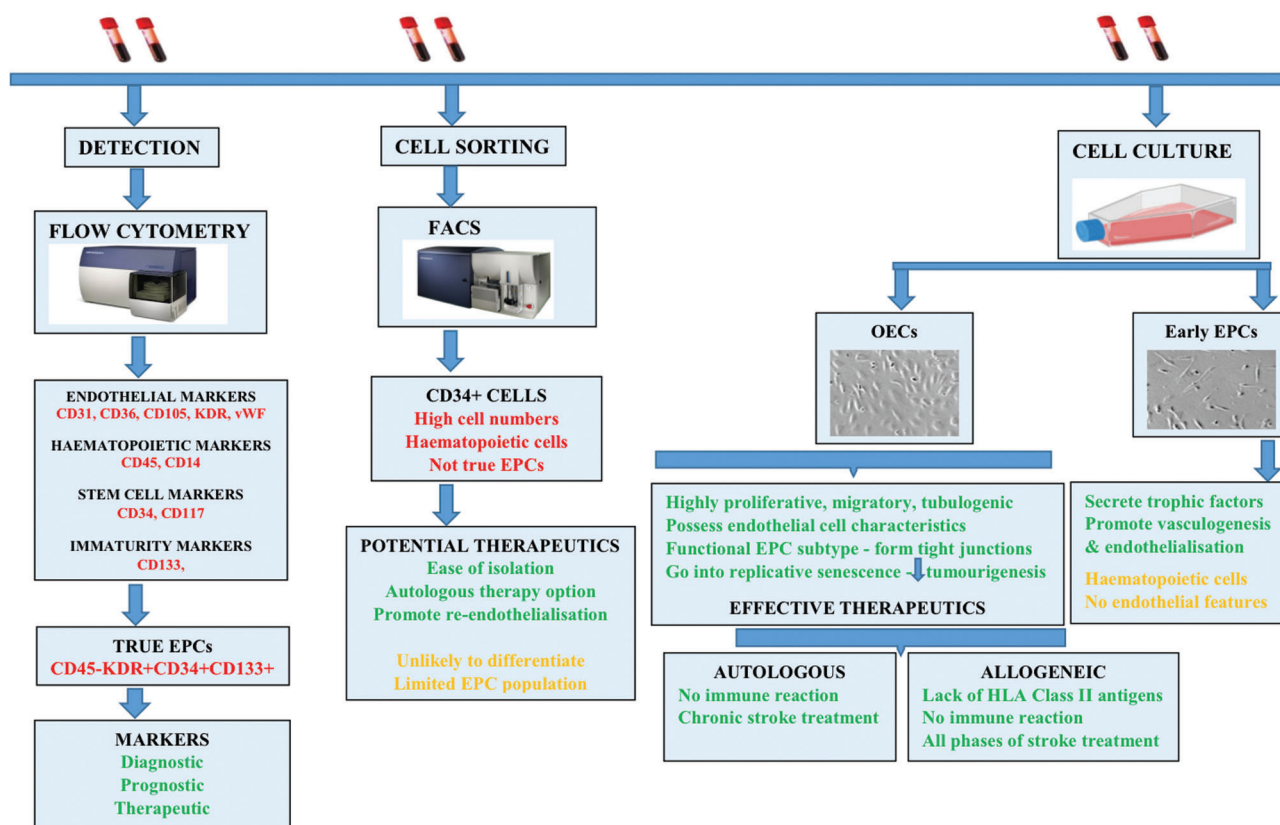 DETECTION
FLOW CYTOMETRY
ENDOTHELIAL MARKERS
CD31, CD36, CD105, KDR, vWF
HAEMATOPOIETIC MARKERS
CD45, CD14
STEM CELL MARKERS
CD34, CD117
IMMATURITY MARKERS
CD133,
TRUE EPCs
CD45-KDR+CD34+CD133+
MARKERS
Diagnostic
Prognostic
Therapeutic
CELL SORTING
FACS
CD34+ CELLS
High cell numbers
Haematopoietic cells
Not true EPCs
POTENTIAL THERAPEUTICS
Ease of isolation
Autologous therapy option
Promote re-endothelialisation
Unlikely to differentiate
Limited EPC population
CELL CULTURE
OECs
Highly proliferative, migratory, tubulogenic
Possess endothelial cell characteristics
Functional EPC subtype - form tight junctions
Go into replicative senescence - tumourigenesis
EFFECTIVE THERAPEUTICS
AUTOLOGOUS
No immune reaction
Chronic stroke treatment
ALLOGENEIC
Lack of HLA Class II antigens
No immune reaction
All phases of stroke treatment
Early EPCs
Secrete trophic factors
Promote vasculogenesis
& endothelialisation
Haematopoietic cells
No endothelial features